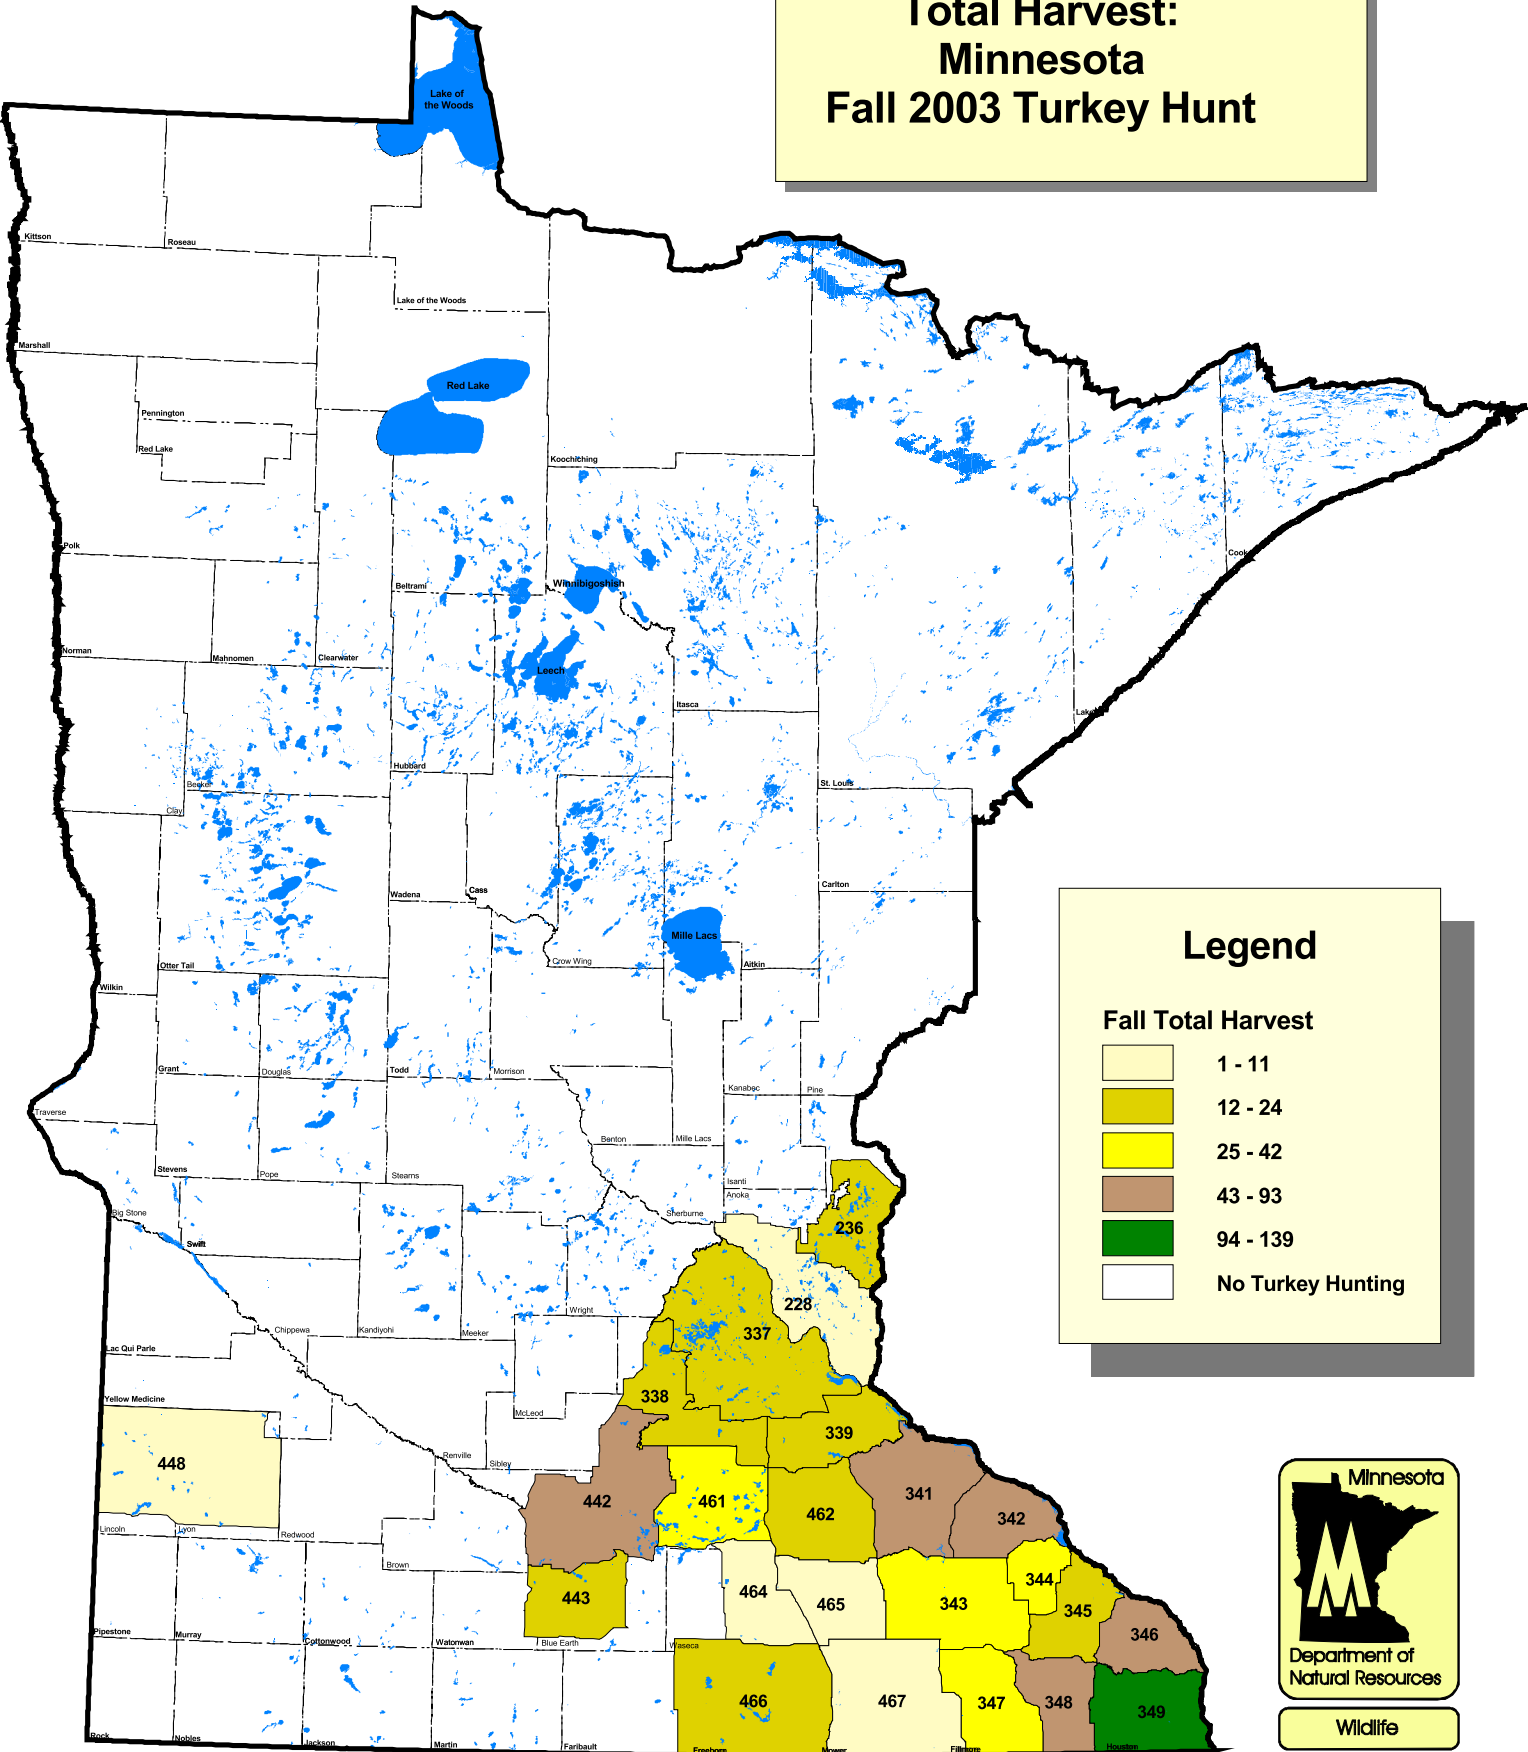 Total Harvest:
Minnesota
Fall 2003 Turkey Hunt
Lake of
the Woods
Kittson
Roseau
Lake of the Woods
Marshall
Red Lake
Pennington
Red Lake
Koochiching
Polk
Cook
Beltrami
Winnibigoshish
Norman
Mahnomen
Clearwater
Leech
Itasca
Lake
Hubbard
Becker
St. Louis
Clay
Wadena
Cass
Carlton
Mille Lacs
Otter Tail
Crow Wing
Aitkin
Wilkin
Grant
Douglas
Todd
Morrison
Kanabec
Pine
Traverse
Benton
Mille Lacs
Stevens
Pope
Stearns
Isanti
Anoka
Big Stone
Sherburne
236
Swift
228
Wright
Chippewa
Kandiyohi
Meeker
337
Lac Qui Parle
Yellow Medicine
338
McLeod
339
Renville
Sibley
448
442
461
462
341
342
Lincoln
Lyon
Redwood
Brown
443
464
465
343
344
345
346
Pipestone
Murray
Cottonwood
Watonwan
Blue Earth
Waseca
466
467
347
348
349
Rock
Nobles
Jackson
Martin
Faribault
Freeborn
Mower
Fillmore
Houston
Legend
Fall Total Harvest
1 - 11
12 - 24
25 - 42
43 - 93
94 - 139
No Turkey Hunting
Minnesota
Department of
Natural Resources
Wildlife